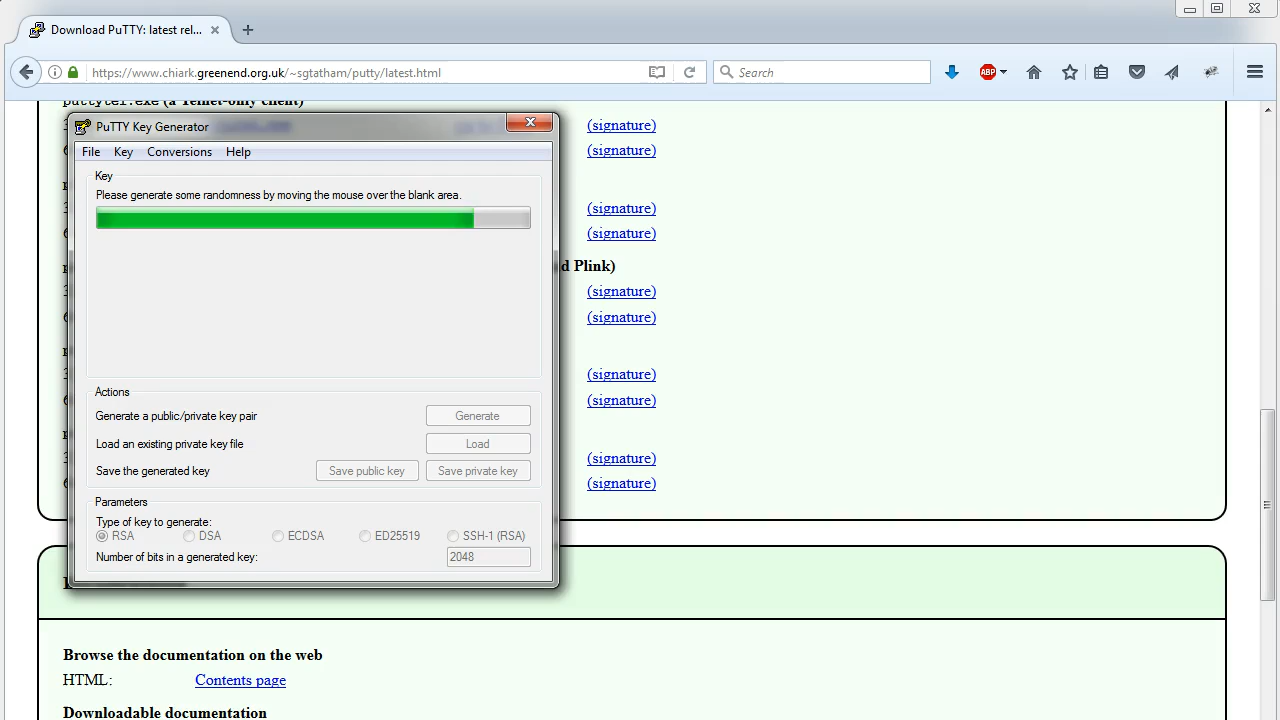 Download PuTTY: latest rel...
https://www.chiark.greenend.org.uk/~sgtatham/putty/latest.html
Search
ABP
puttytel.exe (a Telnet-only client)
(signature)
(signature)
(signature)
(signature)
d Plink)
(signature)
(signature)
(signature)
(signature)
(signature)
(signature)
PuTTY Key Generator
File Key Conversions Help
Key
Please generate some randomness by moving the mouse over the blank area.
Actions
Generate a public/private key pair Generate
Load an existing private key file Load
Save the generated key Save public key Save private key
Parameters
Type of key to generate:
RSA DSA ECDSA ED25519 SSH-1 (RSA)
Number of bits in a generated key: 2048
Browse the documentation on the web
HTML: Contents page
Downloadable documentation